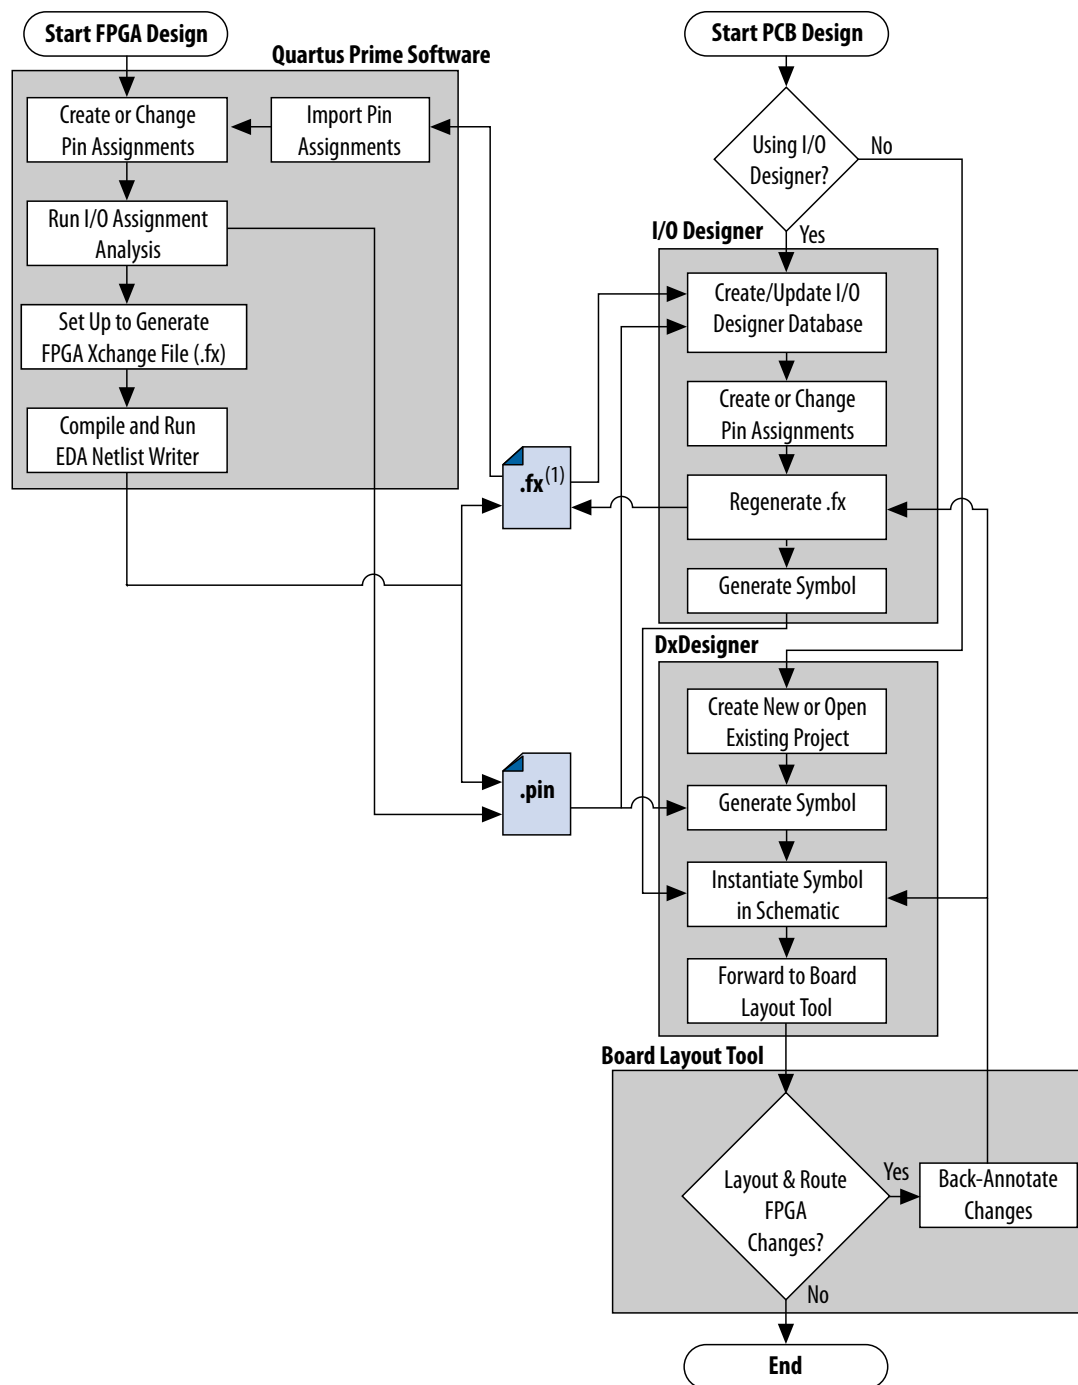 Start FPGA Design
Start PCB Design
Quartus Prime Software
Create or Change
Pin Assignments
Import Pin
Assignments
Using I/O
Designer?
No
Yes
Run I/O Assignment
Analysis
I/O Designer
Set Up to Generate
FPGA Xchange File (.fx)
Create/Update I/O
Designer Database
Compile and Run
EDA Netlist Writer
Create or Change
Pin Assignments
.fx(1)
Regenerate .fx
Generate Symbol
DxDesigner
Create New or Open
Existing Project
.pin
Generate Symbol
Instantiate Symbol
in Schematic
Forward to Board
Layout Tool
Board Layout Tool
Layout & Route
FPGA
Changes?
Yes
Back-Annotate
Changes
No
End